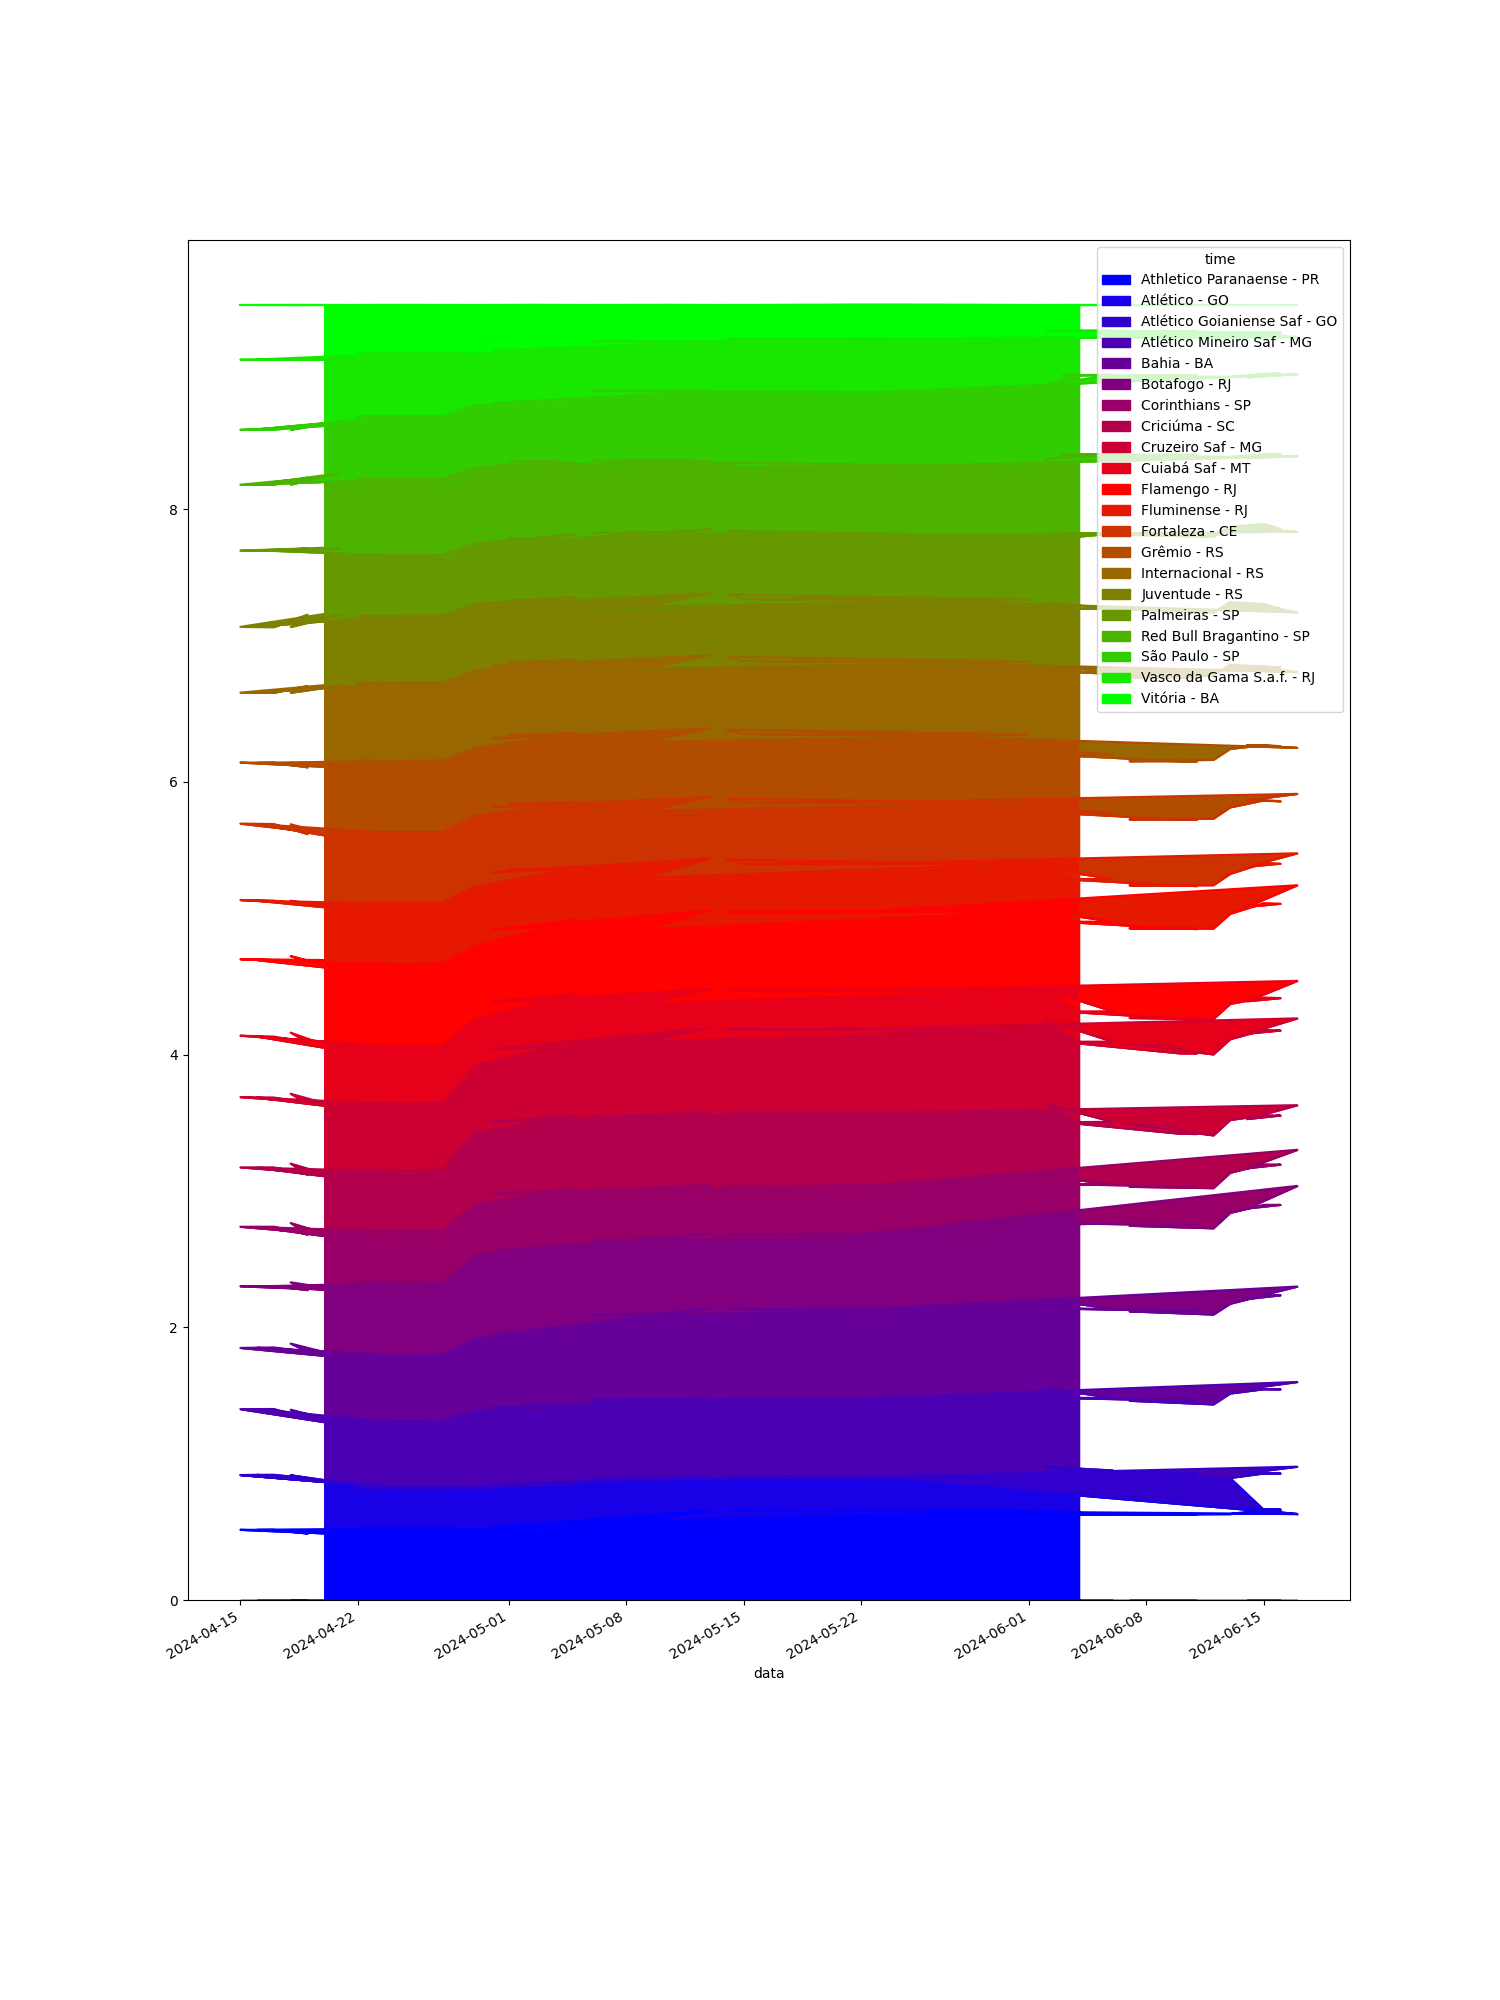 time
Athletico Paranaense - PR
Atlético - GO
Atlético Goianiense Saf - GO
Atlético Mineiro Saf - MG
Bahia - BA
Botafogo - RJ
Corinthians - SP
Criciúma - SC
Cruzeiro Saf - MG
Cuiabá Saf - MT
Flamengo - RJ
Fluminense - RJ
Fortaleza - CE
Grêmio - RS
Internacional - RS
Juventude - RS
Palmeiras - SP
Red Bull Bragantino - SP
São Paulo - SP
Vasco da Gama S.a.f. - RJ
Vitória - BA
8
6
4
2
0
2024-04-15
2024-04-22
2024-05-01
2024-05-08
2024-05-15
2024-05-22
2024-06-01
2024-06-08
2024-06-15
data